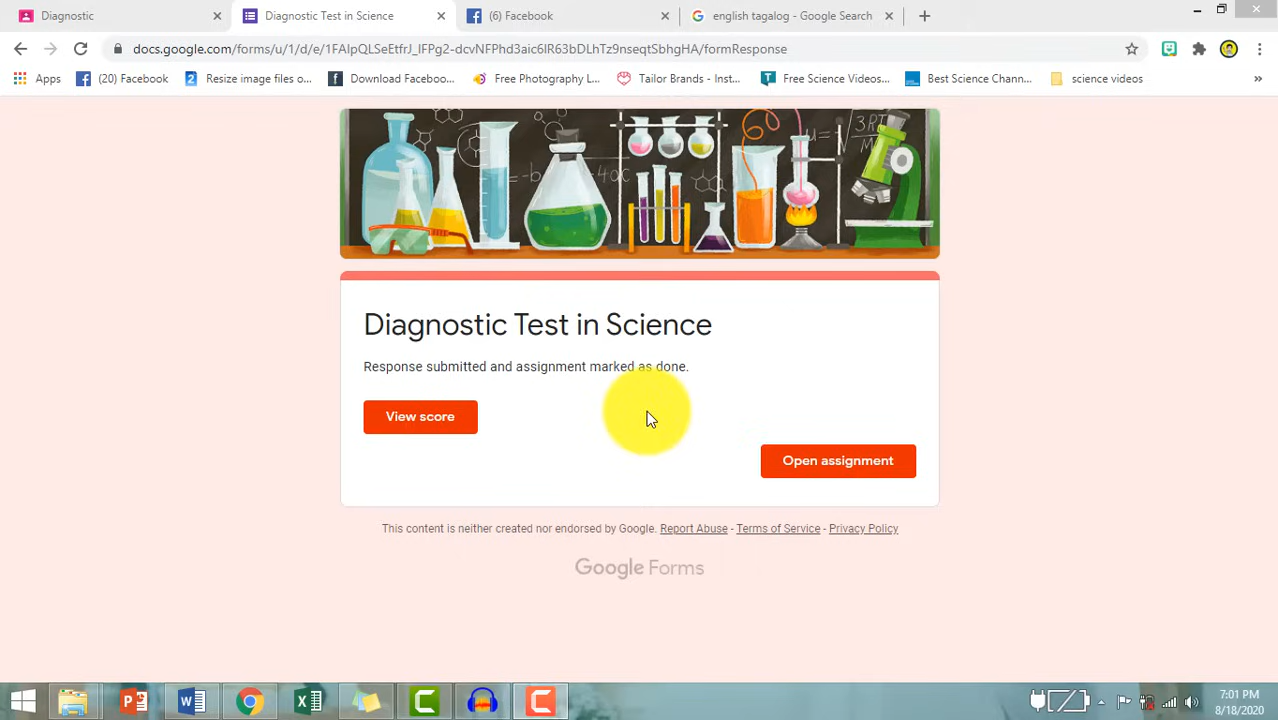 Diagnostic
Diagnostic Test in Science
(6) Facebook
english tagalog - Google Search
docs.google.com/forms/u/1/d/e/1FAIpQLSeEtfrJ_IFPg2-dcvNFPhd3aic6lR63bDLhTz9nseqtSbhgHA/formResponse
Apps
(20) Facebook
Resize image files o...
Download Faceboo...
Free Photography L...
Tailor Brands - Inst...
Free Science Videos...
Best Science Chann...
science videos
»
Diagnostic Test in Science
Response submitted and assignment marked as done.
View score
Open assignment
This content is neither created nor endorsed by Google. Report Abuse - Terms of Service - Privacy Policy
Google Forms
7:01 PM
8/18/2020